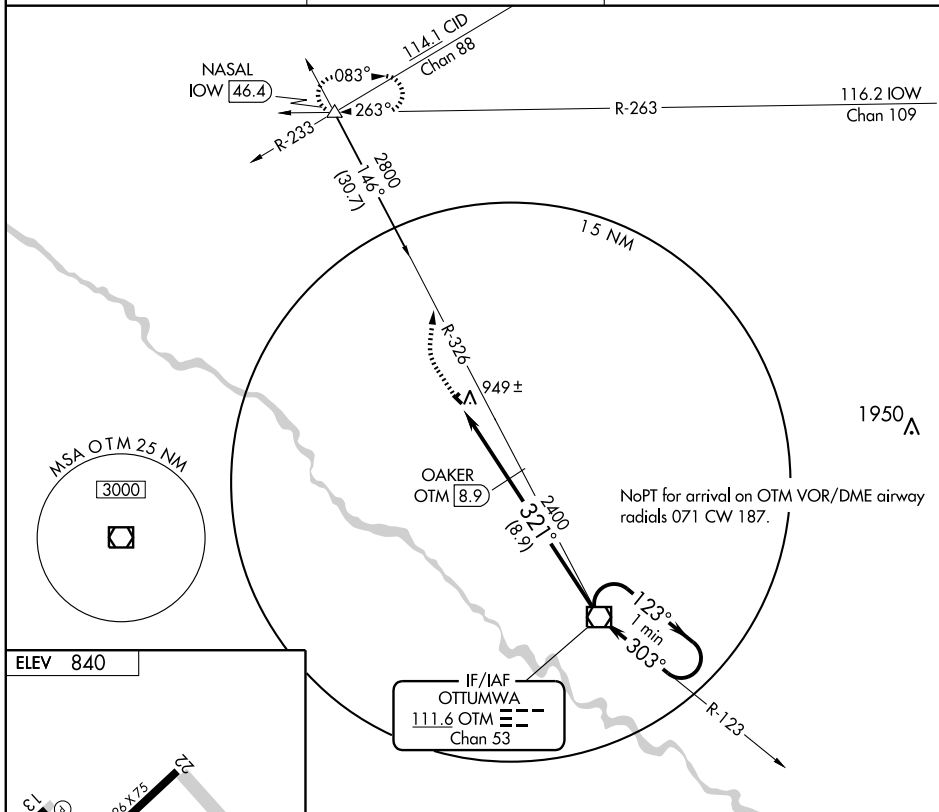 114.1 CID
Chan 88
NASAL
IOW 46.4
083°
263°
R-263
116.2 IOW
Chan 109
R-233
2800
146°
(30.7)
15 NM
R-326
949 ±
1950
MSA OTM 25 NM
3000
OAKER
OTM 8.9
2400
321°
(8.9)
NoPT for arrival on OTM VOR/DME airway
radials 071 CW 187.
123°
1 min
303°
R-123
IF/IAF
OTTUMWA
111.6 OTM
Chan 53
ELEV 840
13
P
22